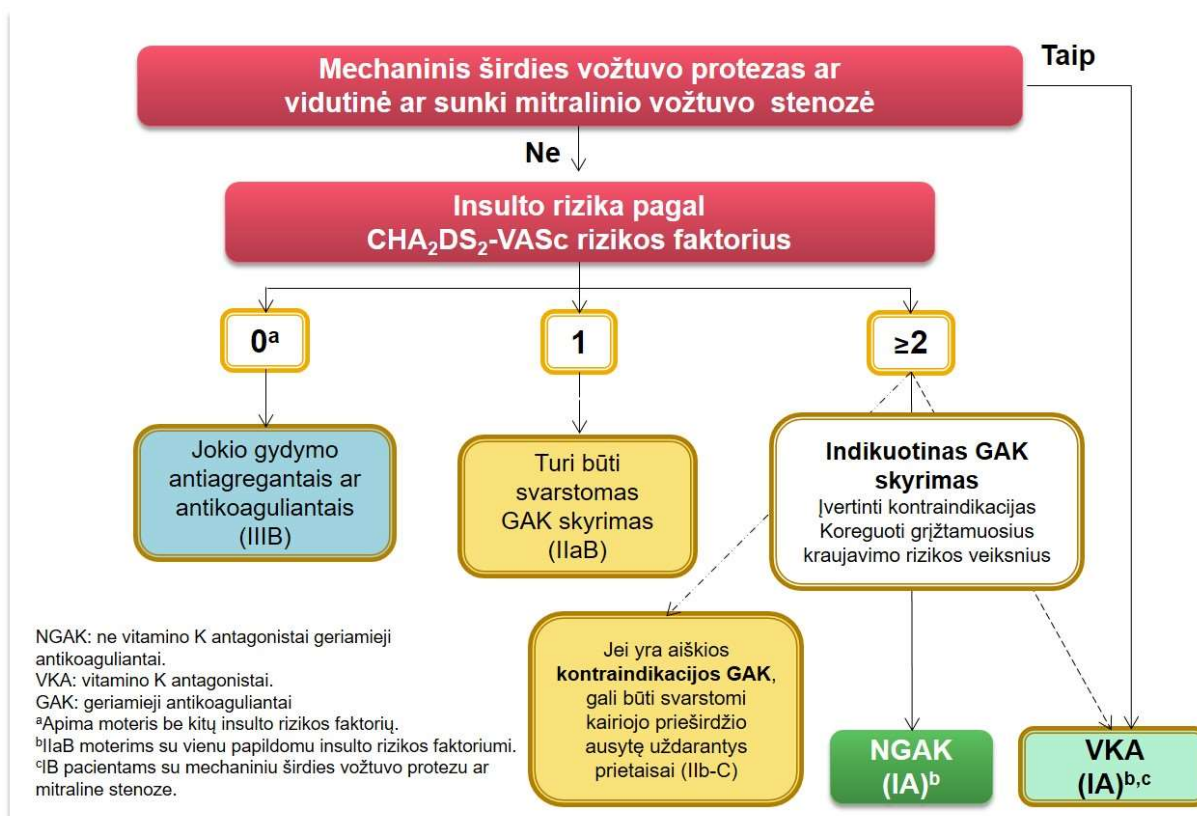 Mechaninis širdies vožtuvo protezas ar
vidutinė ar sunki mitralinio vožtuvo stenozė
Taip
Ne
Insulto rizika pagal
CHA₂DS₂-VASc rizikos faktorius
0ᵃ
1
≥2
Jokio gydymo
antiagregantais ar
antikoaguliantais
(IIIB)
Turi būti
svarstomas
GAK skyrimas
(IIaB)
Indikuotinas GAK
skyrimas
Įvertinti kontraindikacijas
Koreguoti grįžtamuosius
kraujavimo rizikos veiksnius
Jei yra aiškios
kontraindikacijos GAK,
gali būti svarstomi
kairiojo prieširdžio
ausytę uždarantys
prietaisai (IIb-C)
NGAK
(IA)ᵇ
VKA
(IA)ᵇ,ᶜ
NGAK: ne vitamino K antagonistai geriamieji
antikoaguliantai.
VKA: vitamino K antagonistai.
GAK: geriamieji antikoaguliantai
ᵃApima moteris be kitų insulto rizikos faktorių.
ᵇIIaB moterims su vienu papildomu insulto rizikos faktoriumi.
ᶜIB pacientams su mechaniniu širdies vožtuvo protezu ar
mitraline stenoze.